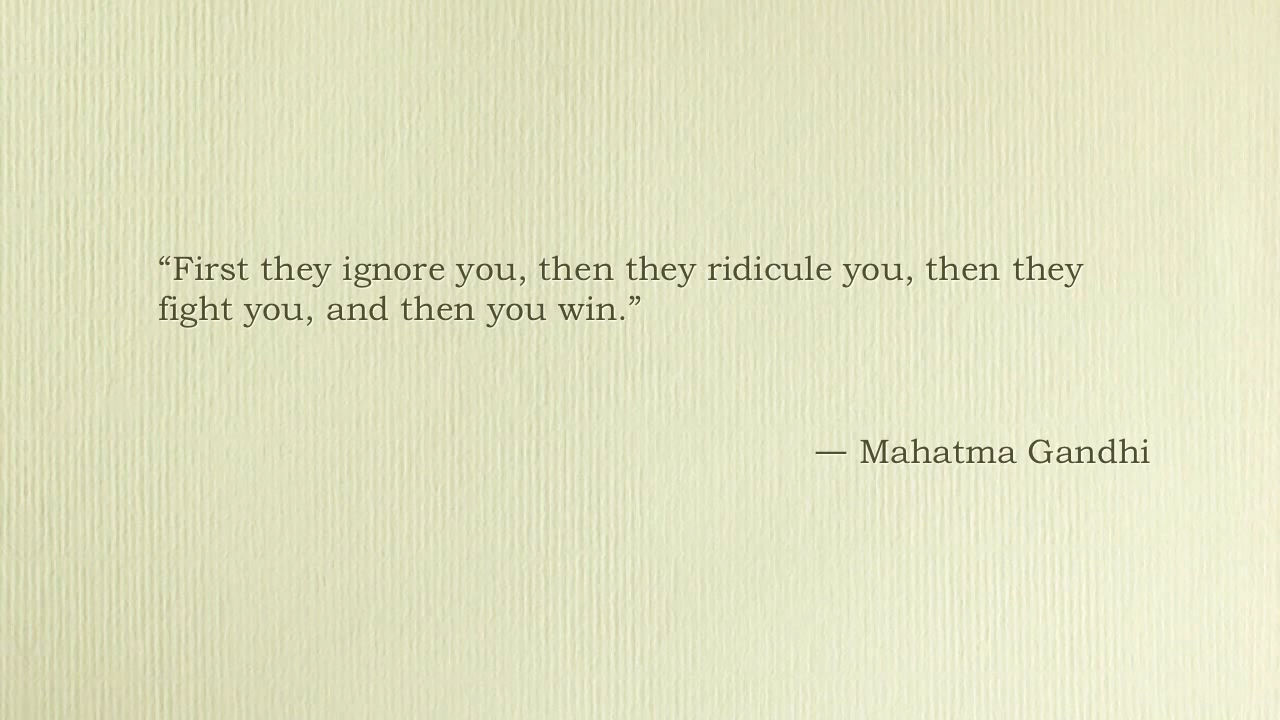 “First they ignore you, then they ridicule you, then they
fight you, and then you win.”
— Mahatma Gandhi